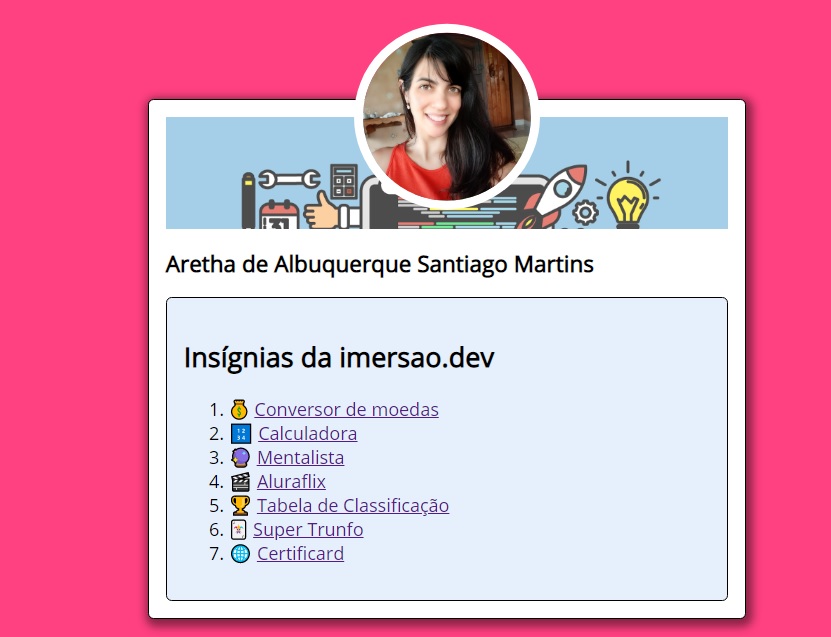 Aretha de Albuquerque Santiago Martins
Insígnias da imersao.dev
1. Conversor de moedas
2. Calculadora
3. Mentalista
4. Aluraflix
5. Tabela de Classificação
6. Super Trunfo
7. Certificard